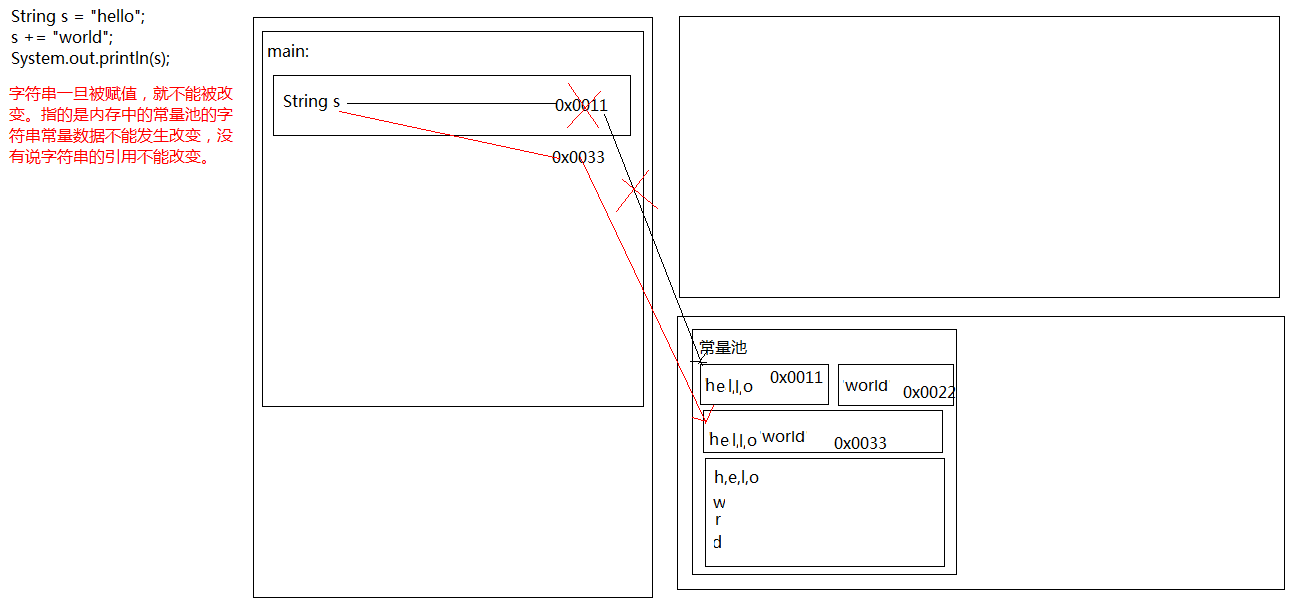 String s = "hello";
s += "world";
System.out.println(s);
字符串一旦被赋值，就不能被改
变。指的是内存中的常量池的字
符串常量数据不能发生改变，没
有说字符串的引用不能改变。
main:
String s
0x0011
0x0033
常量池
he l,l,o 0x0011
'world 0x0022
he l,l,o 'world 0x0033
h,e,l,o
w
r
d